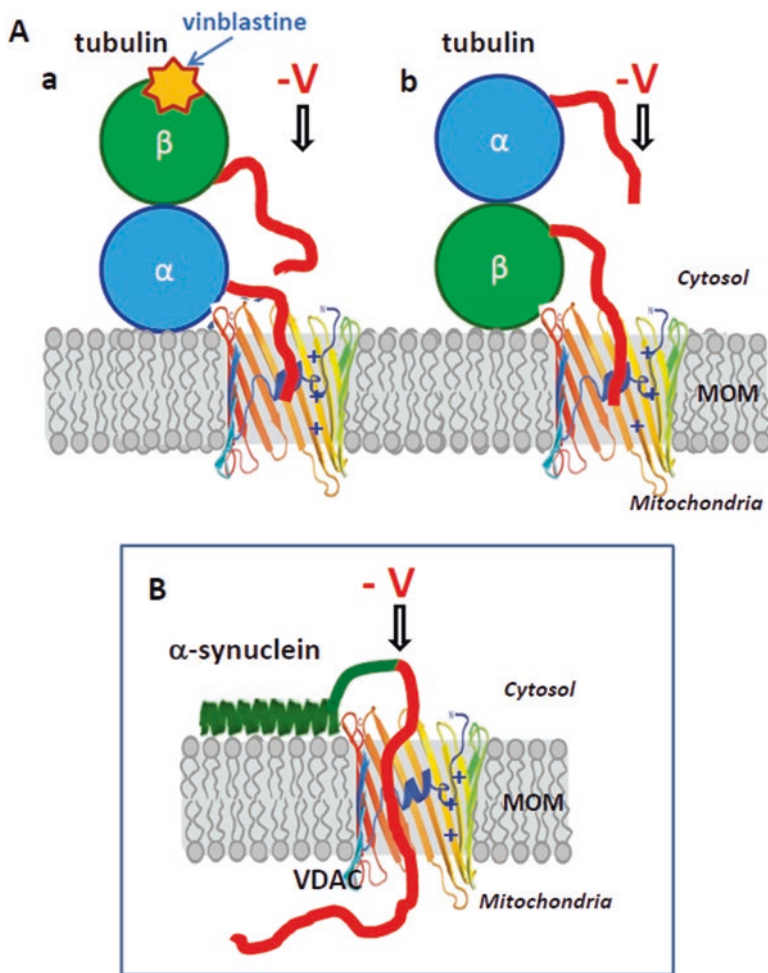 A
tubulin
vinblastine
a
-V
β
α
tubulin
b
-V
α
β
Cytosol
N
+
+
+
N
+
+
+
MOM
Mitochondria
B
- V
α-synuclein
Cytosol
N
+
+
+
MOM
VDAC
Mitochondria